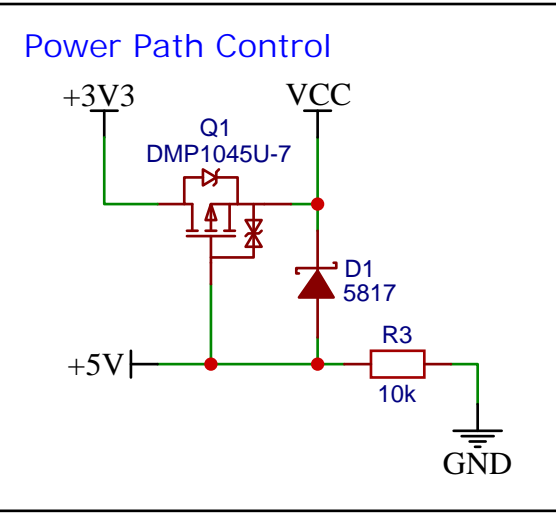 Power Path Control
+3V3
VCC
Q1
DMP1045U-7
D1
5817
R3
+5V
10k
GND